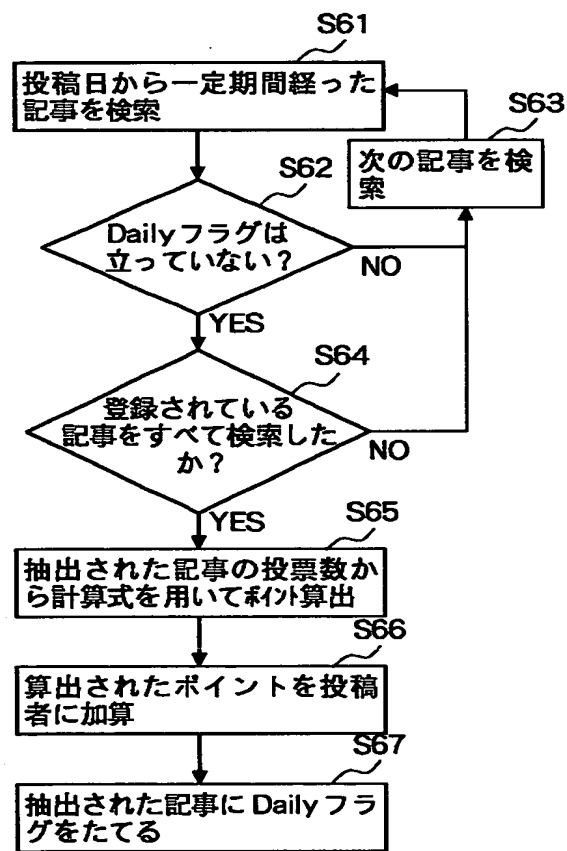 S61
投稿日から一定期間経った
記事を検索
S63
次の記事を検
索
S62
Dailyフラグは
立っていない？
NO
YES
S64
登録されている
記事をすべて検索した
か？
NO
YES
S65
抽出された記事の投票数か
ら計算式を用いてポイント算出
S66
算出されたポイントを投稿
者に加算
S67
抽出された記事にDailyフラ
グをたてる